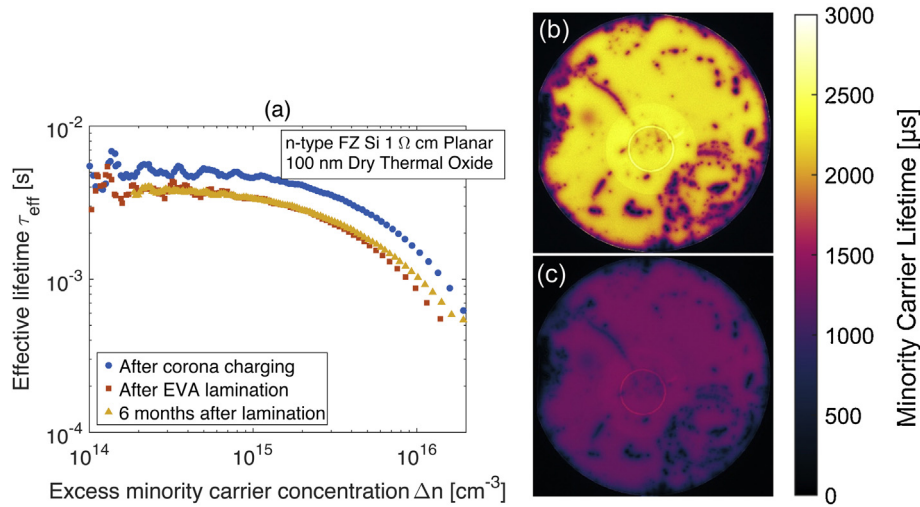 (a)
n-type FZ Si 1 Ω cm Planar
100 nm Dry Thermal Oxide
10⁻²
10⁻³
10⁻⁴
Effective lifetime τ_eff [s]
After corona charging
After EVA lamination
6 months after lamination
10¹⁴
10¹⁵
10¹⁶
Excess minority carrier concentration Δn [cm⁻³]
(b)
(c)
3000
2500
2000
1500
1000
500
0
Minority Carrier Lifetime [µs]